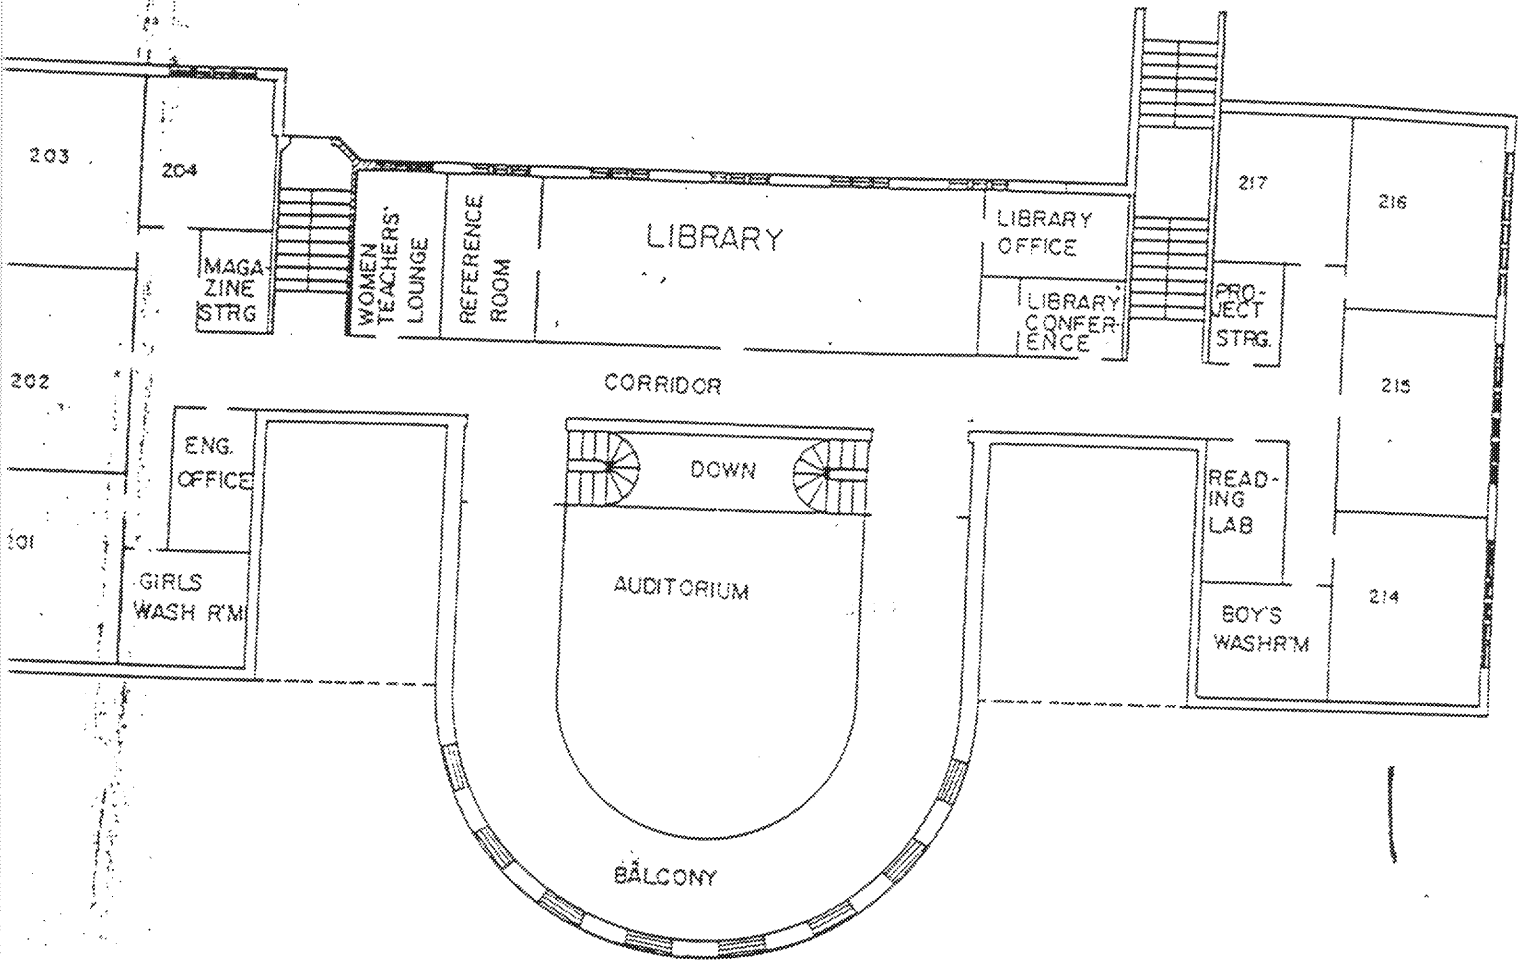 203
204
MAGA-
ZINE
STRG
WOMEN
TEACHERS'
LOUNGE
REFERENCE
ROOM
LIBRARY
LIBRARY
OFFICE
LIBRARY
CONFER-
ENCE
217
216
PRO-
JECT
STRG.
202
CORRIDOR
215
ENG.
OFFICE
DOWN
READ-
ING
LAB
201
GIRLS
WASH R'M
AUDITORIUM
BOY'S
WASHR'M
214
BALCONY